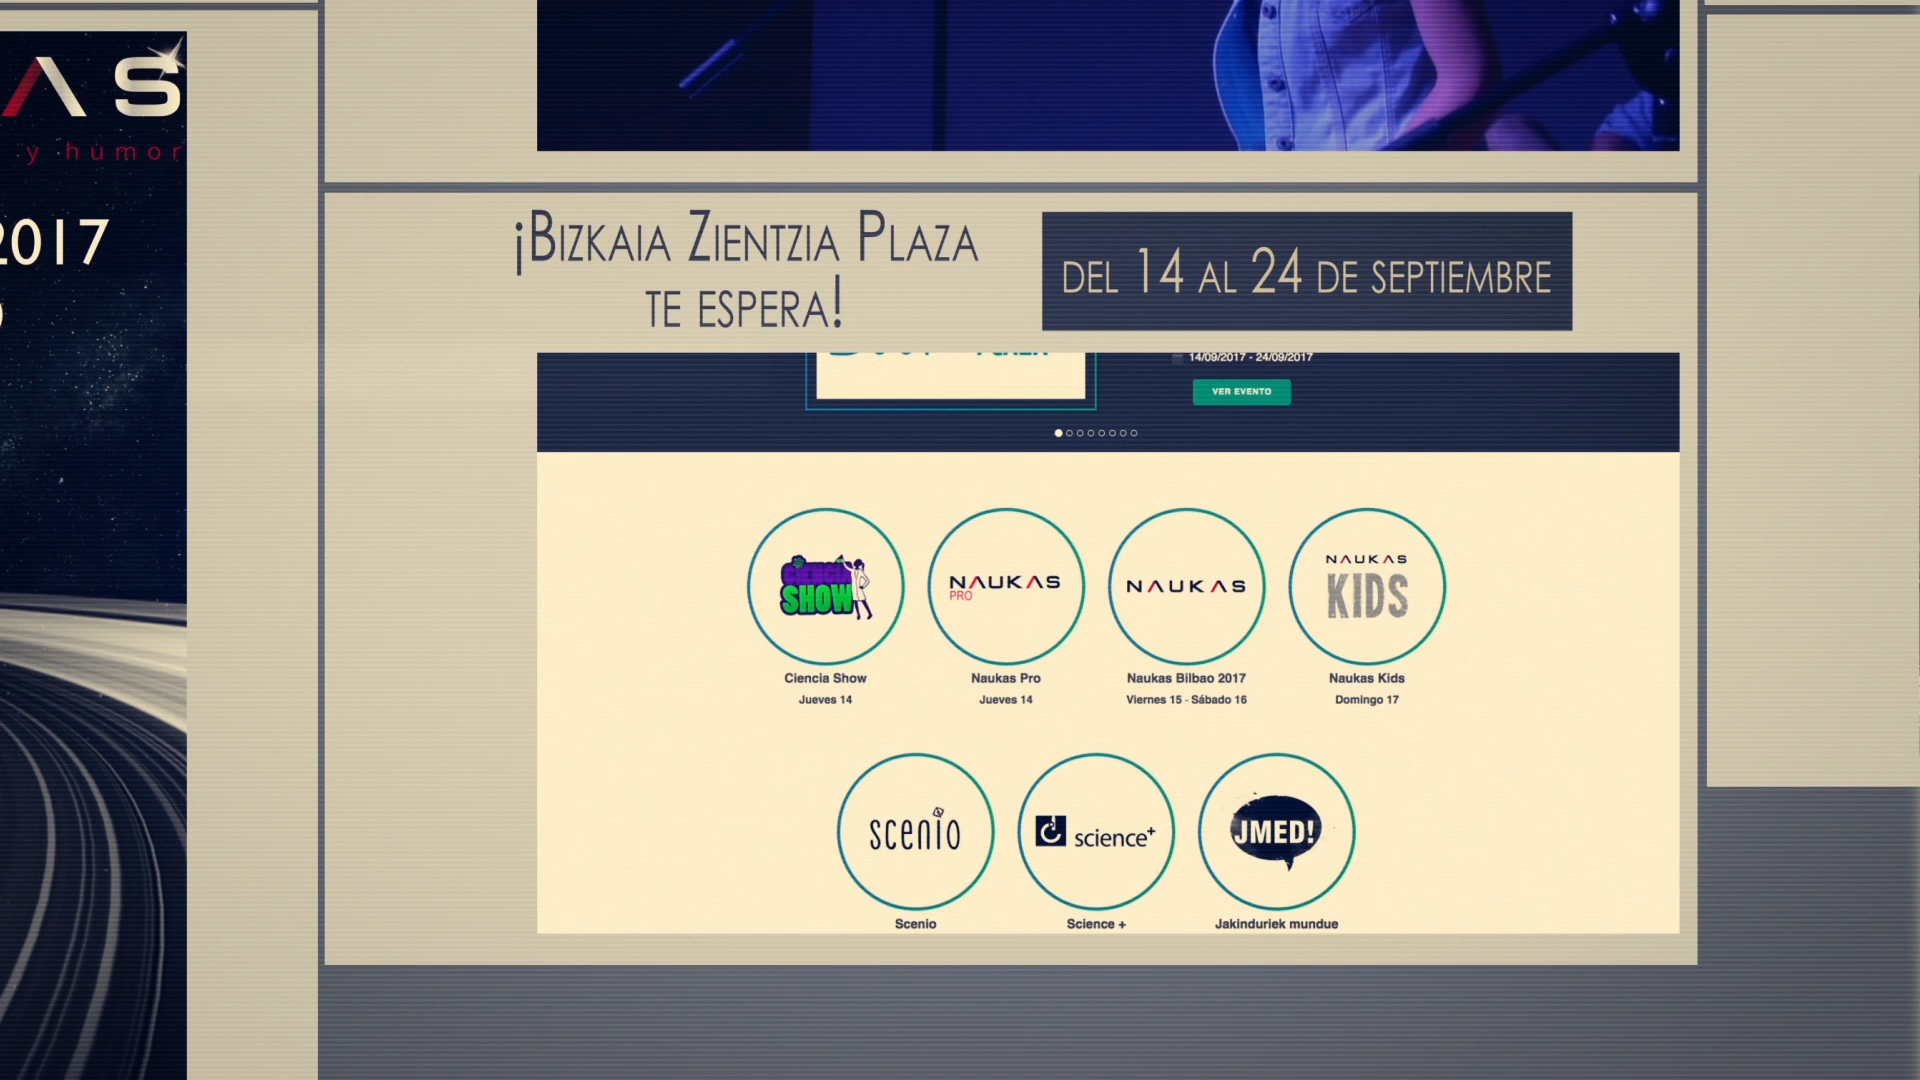 AS
y humor
2017
¡Bizkaia Zientzia Plaza
te espera!
del 14 al 24 de septiembre
14/09/2017 - 24/09/2017
VER EVENTO
CIENCIA
SHOW
NAUKAS
PRO
NAUKAS
NAUKAS
KIDS
Ciencia Show
Naukas Pro
Naukas Bilbao 2017
Naukas Kids
Jueves 14
Jueves 14
Viernes 15 - Sábado 16
Domingo 17
scenio
science+
JMED!
Scenio
Science +
Jakinduriek mundue